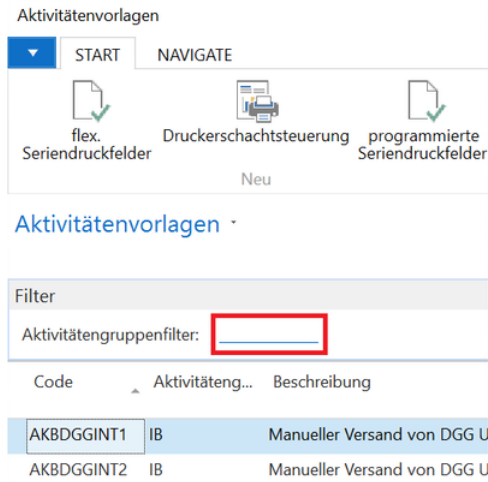 Aktivitätenvorlagen
START NAVIGATE
flex. Seriendruckfelder
Druckerschachtsteuerung
programmierte Seriendruckfelder
Neu
Aktivitätenvorlagen
Filter
Aktivitätengruppenfilter:
Code Aktivitäteng... Beschreibung
AKBDGGINT1 IB Manueller Versand von DGG U
AKBDGGINT2 IB Manueller Versand von DGG U